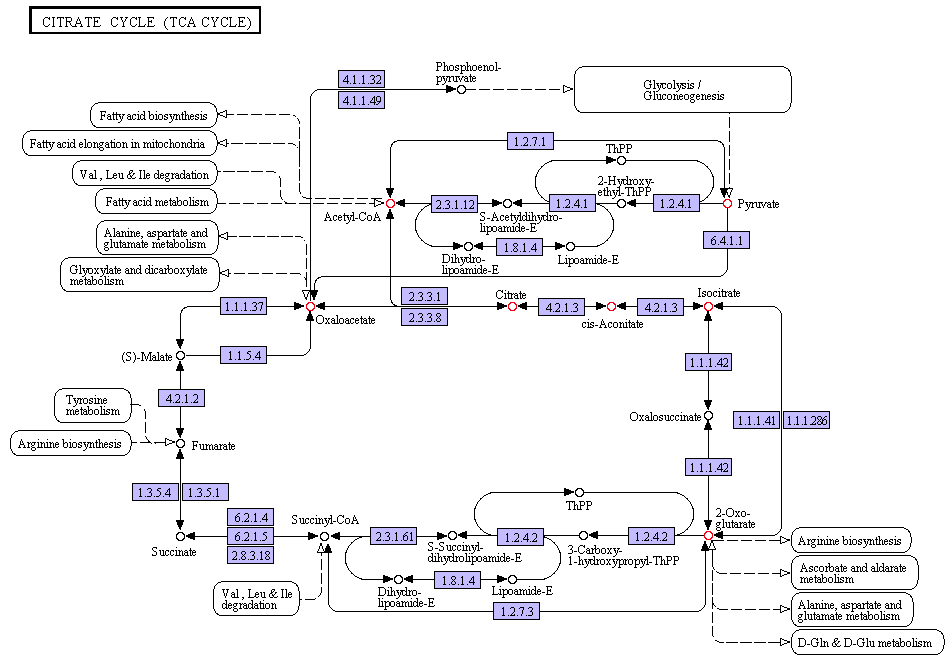 CITRATE CYCLE (TCA CYCLE)
Phosphoenol-
pyruvate
4.1.1.32
4.1.1.49
Glycolysis /
Gluconeogenesis
Fatty acid biosynthesis
Fatty acid elongation in mitochondria
Val , Leu & Ile degradation
Fatty acid metabolism
Alanine, aspartate and
glutamate metabolism
Glyoxylate and dicarboxylate
metabolism
1.2.7.1
ThPP
2-Hydroxy-
ethyl-ThPP
Acetyl-CoA
2.3.1.12
S-Acetyldihydro-
lipoamide-E
1.2.4.1
1.2.4.1
Pyruvate
Dihydro-
lipoamide-E
1.8.1.4
Lipoamide-E
6.4.1.1
1.1.1.37
Oxaloacetate
2.3.3.1
2.3.3.8
Citrate
4.2.1.3
cis-Aconitate
4.2.1.3
Isocitrate
(S)-Malate
1.1.5.4
1.1.1.42
4.2.1.2
Tyrosine
metabolism
Arginine biosynthesis
Fumarate
Oxalosuccinate
1.1.1.41
1.1.1.286
1.1.1.42
1.3.5.4
1.3.5.1
Succinate
6.2.1.4
6.2.1.5
2.8.3.18
Succinyl-CoA
2.3.1.61
S-Succinyl-
dihydrolipoamide-E
ThPP
1.2.4.2
3-Carboxy-
1-hydroxypropyl-ThPP
1.2.4.2
2-Oxo-
glutarate
Dihydro-
lipoamide-E
1.8.1.4
Lipoamide-E
1.2.7.3
Val , Leu & Ile
degradation
Arginine biosynthesis
Ascorbate and aldarate
metabolism
Alanine, aspartate and
glutamate metabolism
D-Gln & D-Glu metabolism